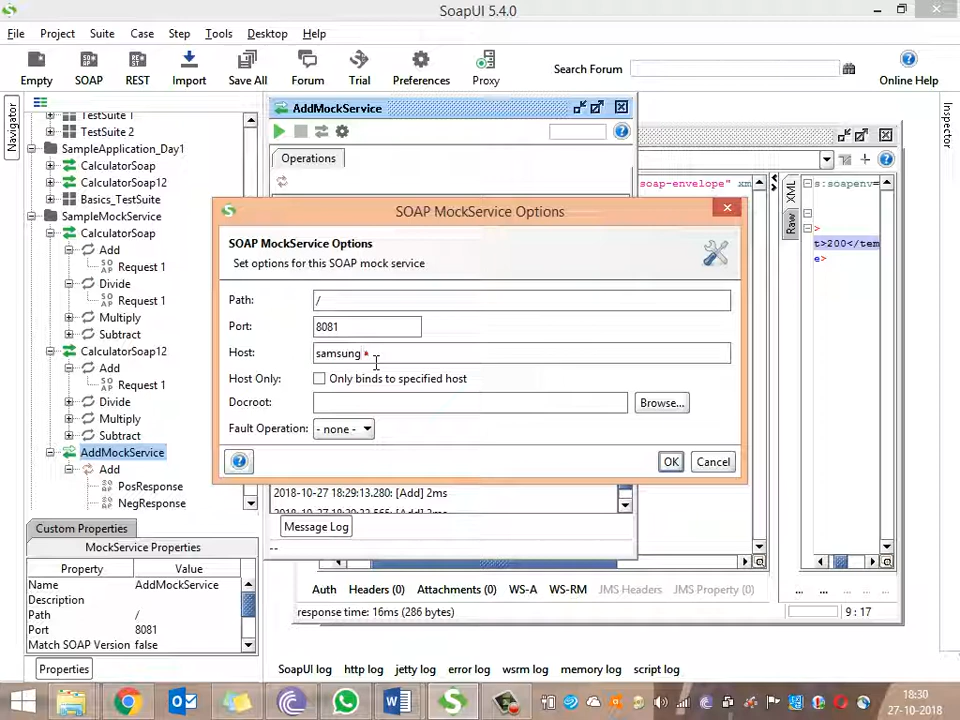 SoapUI 5.4.0
File Project Suite Case Step Tools Desktop Help
Empty SOAP REST Import Save All Forum Trial Preferences Proxy Search Forum Online Help
Navigator
Inspector
TestSuite 1
TestSuite 2
SampleApplication_Day1
CalculatorSoap
CalculatorSoap12
Basics_TestSuite
SampleMockService
CalculatorSoap
Add
Request 1
Divide
Request 1
Multiply
Subtract
CalculatorSoap12
Add
Request 1
Divide
Multiply
Subtract
AddMockService
Add
PosResponse
NegResponse
Custom Properties
MockService Properties
Property Value
Name AddMockService
Description
Path /
Port 8081
Match SOAP Version false
Properties
AddMockService
Operations
SOAP MockService Options
SOAP MockService Options
Set options for this SOAP mock service
Path: /
Port: 8081
Host: samsung
Host Only: Only binds to specified host
Docroot: Browse...
Fault Operation: - none -
OK Cancel
2018-10-27 18:29:13.280: [Add] 2ms
Message Log
--
soap-envelope" xm
XML
Raw
s:soapenv=
>
t>200</tem
e>
Auth Headers (0) Attachments (0) WS-A WS-RM JMS Headers JMS Property (0)
response time: 16ms (286 bytes)
9 : 17
SoapUI log http log jetty log error log wsrm log memory log script log
18:30
27-10-2018